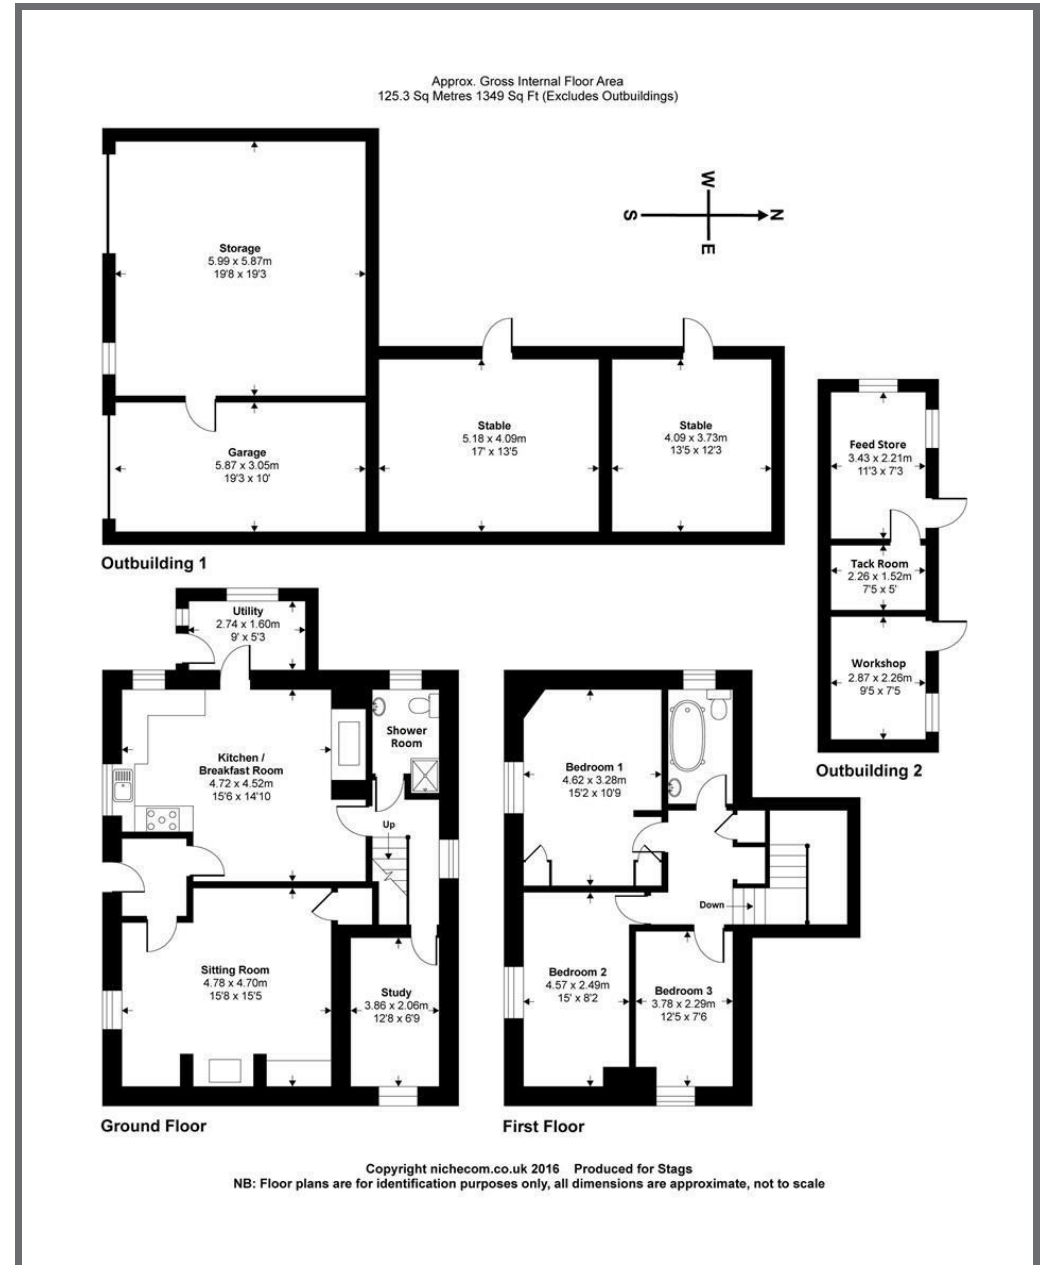 Approx. Gross Internal Floor Area
125.3 Sq Metres 1349 Sq Ft (Excludes Outbuildings)
W
S
N
E
Storage
5.99 x 5.87m
19'8 x 19'3
Garage
5.87 x 3.05m
19'3 x 10'
Stable
5.18 x 4.09m
17' x 13'5
Stable
4.09 x 3.73m
13'5 x 12'3
Outbuilding 1
Feed Store
3.43 x 2.21m
11'3 x 7'3
Tack Room
2.26 x 1.52m
7'5 x 5'
Workshop
2.87 x 2.26m
9'5 x 7'5
Outbuilding 2
Utility
2.74 x 1.60m
9' x 5'3
Kitchen /
Breakfast Room
4.72 x 4.52m
15'6 x 14'10
Shower
Room
Up
Sitting Room
4.78 x 4.70m
15'8 x 15'5
Study
3.86 x 2.06m
12'8 x 6'9
Ground Floor
Bedroom 1
4.62 x 3.28m
15'2 x 10'9
Down
Bedroom 2
4.57 x 2.49m
15' x 8'2
Bedroom 3
3.78 x 2.29m
12'5 x 7'6
First Floor
Copyright nichecom.co.uk 2016 Produced for Stags
NB: Floor plans are for identification purposes only, all dimensions are approximate, not to scale